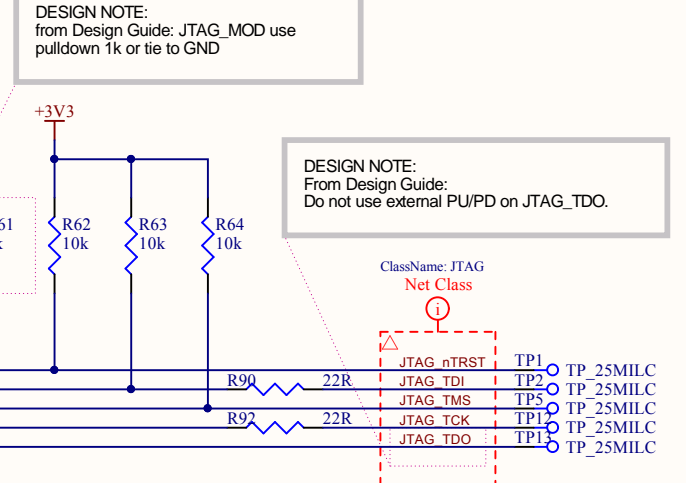 DESIGN NOTE:
from Design Guide: JTAG_MOD use
pulldown 1k or tie to GND
+3V3
DESIGN NOTE:
From Design Guide:
Do not use external PU/PD on JTAG_TDO.
61
k
R62
10k
R63
10k
R64
10k
ClassName: JTAG
Net Class
i
JTAG_nTRST
TP1
TP_25MILC
R90
22R
JTAG_TDI
TP2
TP_25MILC
JTAG_TMS
TP5
TP_25MILC
R92
22R
JTAG_TCK
TP12
TP_25MILC
JTAG_TDO
TP13
TP_25MILC